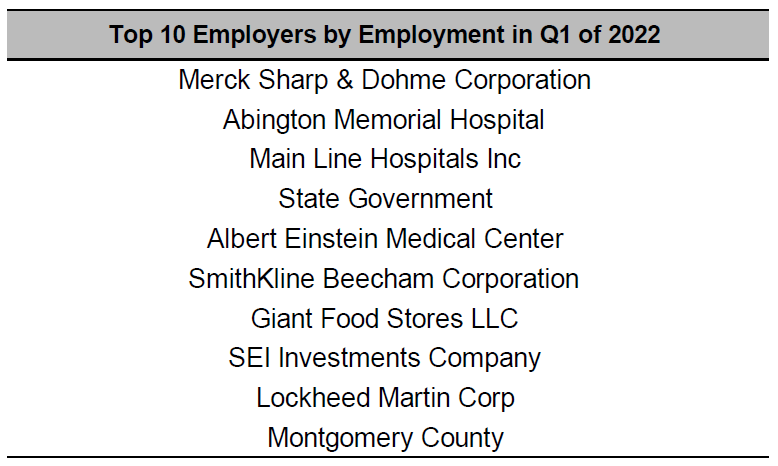 Top 10 Employers by Employment in Q1 of 2022
Merck Sharp & Dohme Corporation
Abington Memorial Hospital
Main Line Hospitals Inc
State Government
Albert Einstein Medical Center
SmithKline Beecham Corporation
Giant Food Stores LLC
SEI Investments Company
Lockheed Martin Corp
Montgomery County